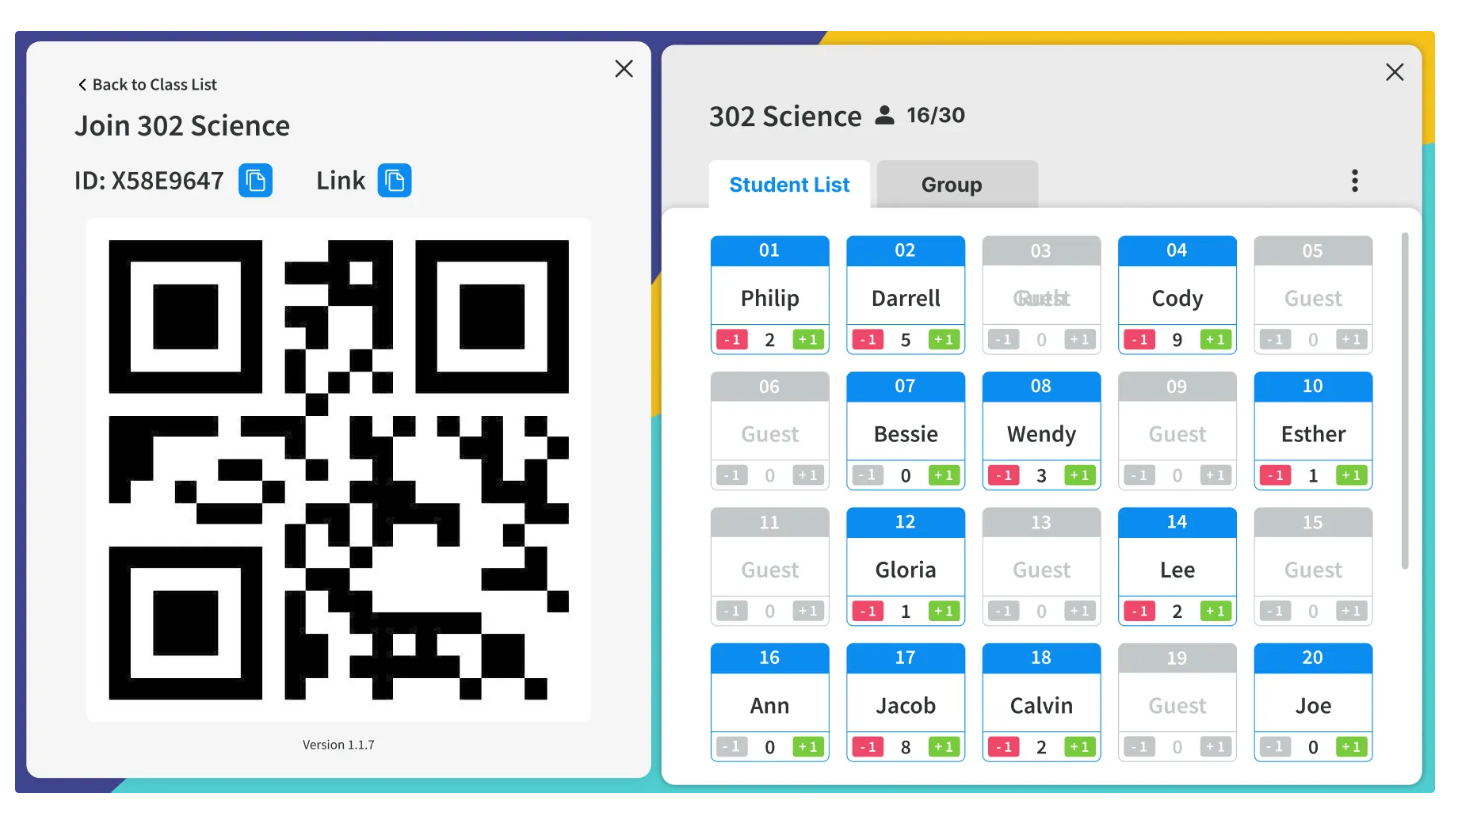 Back to Class List
Join 302 Science
ID: X58E9647 Link
Version 1.1.7
302 Science 16/30
Student List Group
01 02 03 04 05
Philip Darrell Cody Guest
-1 2 +1 -1 5 +1 -1 0 +1 -1 9 +1 -1 0 +1
06 07 08 09 10
Guest Bessie Wendy Guest Esther
-1 0 +1 -1 0 +1 -1 3 +1 -1 0 +1 -1 1 +1
11 12 13 14 15
Guest Gloria Guest Lee Guest
-1 0 +1 -1 1 +1 -1 0 +1 -1 2 +1 -1 0 +1
16 17 18 19 20
Ann Jacob Calvin Guest Joe
-1 0 +1 -1 8 +1 -1 2 +1 -1 0 +1 -1 0 +1